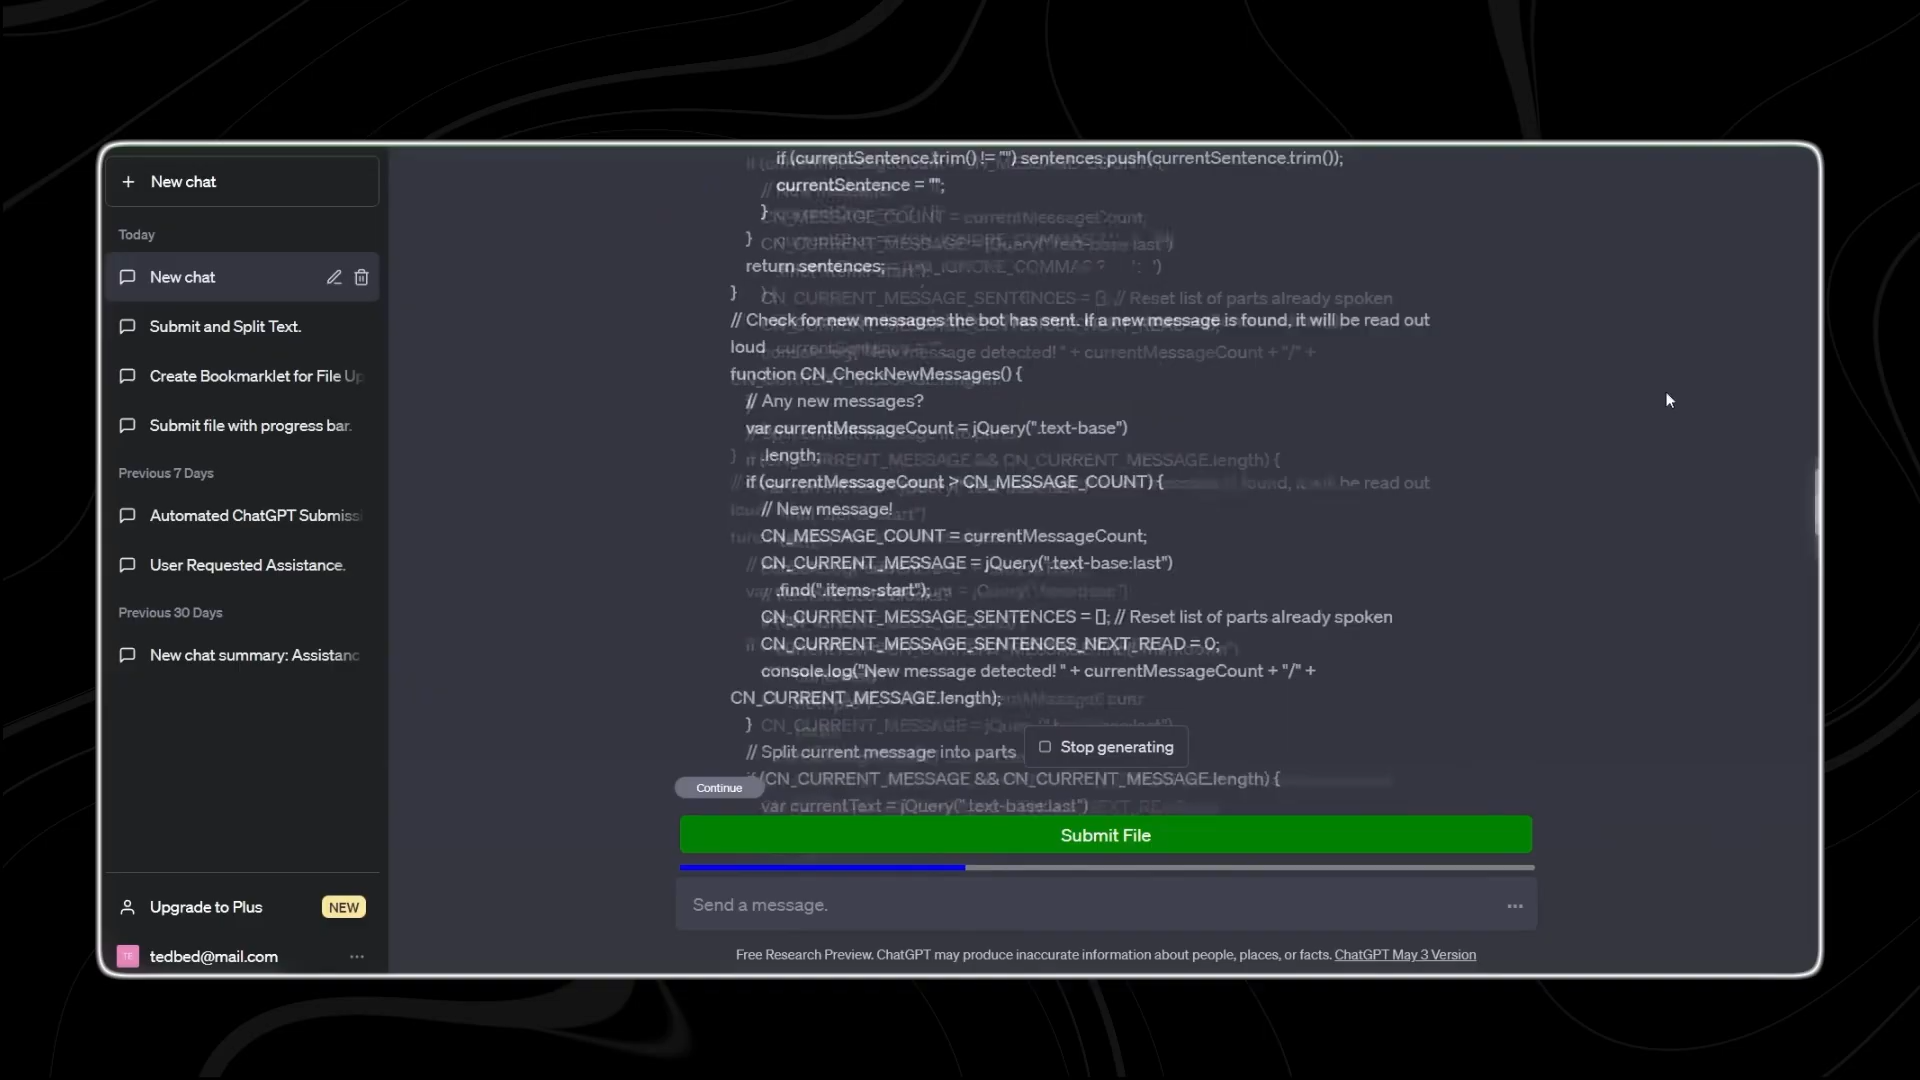 New chat
Today
New chat
Submit and Split Text.
Create Bookmarklet for File Up
Submit file with progress bar.
Previous 7 Days
Automated ChatGPT Submissi
User Requested Assistance.
Previous 30 Days
New chat summary: Assistanc
Upgrade to Plus NEW
TE tedbed@mail.com
if (currentSentence.trim() != "") sentences.push(currentSentence.trim());
currentSentence = "";
}
}
return sentences;
}
// Check for new messages the bot has sent. If a new message is found, it will be read out
loud
function CN_CheckNewMessages() {
// Any new messages?
var currentMessageCount = jQuery(".text-base")
.length;
if (currentMessageCount > CN_MESSAGE_COUNT) {
// New message!
CN_MESSAGE_COUNT = currentMessageCount;
CN_CURRENT_MESSAGE = jQuery(".text-base:last")
.find(".items-start");
CN_CURRENT_MESSAGE_SENTENCES = []; // Reset list of parts already spoken
CN_CURRENT_MESSAGE_SENTENCES_NEXT_READ = 0;
console.log("New message detected! " + currentMessageCount + "/" +
CN_CURRENT_MESSAGE.length);
}
// Split current message into parts
if (CN_CURRENT_MESSAGE && CN_CURRENT_MESSAGE.length) {
var currentText = jQuery(".text-base:last")
Stop generating
Continue
Submit File
Send a message.
Free Research Preview. ChatGPT may produce inaccurate information about people, places, or facts. ChatGPT May 3 Version